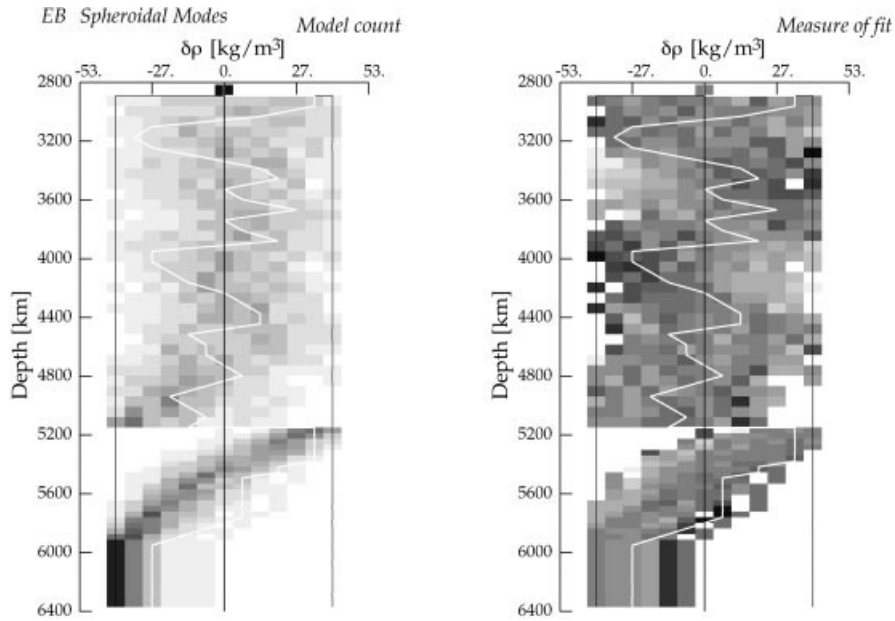 EB Spheroidal Modes
Model count
δρ [kg/m³]
-53. -27. 0. 27. 53.
2800
3200
3600
4000
4400
4800
5200
5600
6000
6400
Depth [km]
Measure of fit
δρ [kg/m³]
-53. -27. 0. 27. 53.
2800
3200
3600
4000
4400
4800
5200
5600
6000
6400
Depth [km]